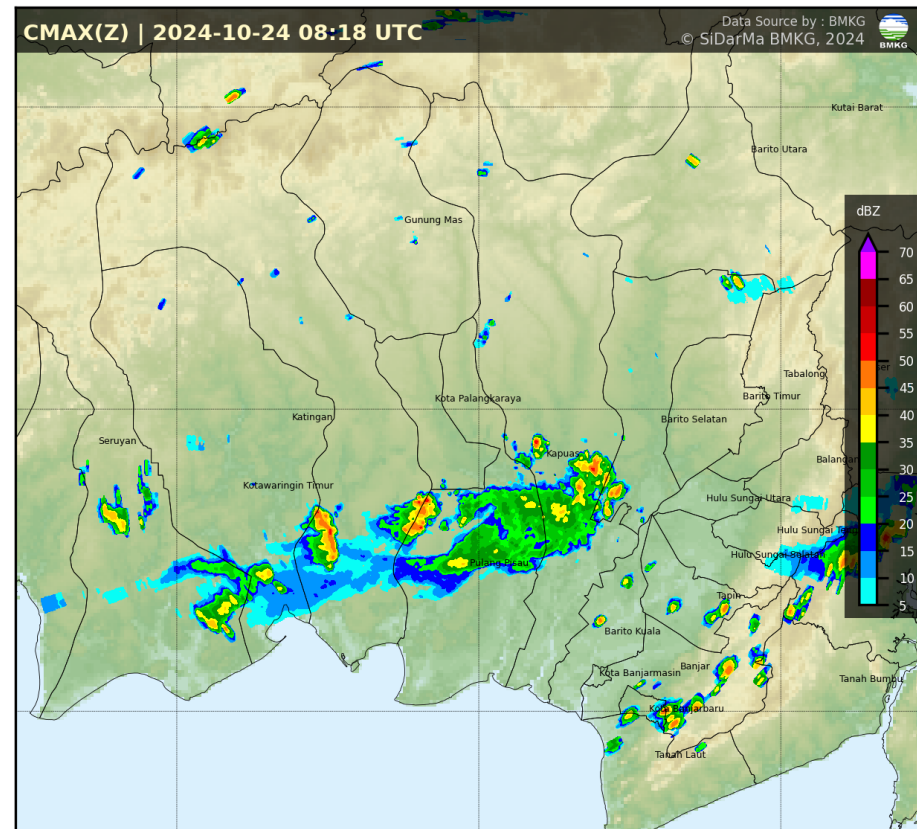 CMAX(Z) | 2024-10-24 08:18 UTC
Data Source by : BMKG
© SiDarMa BMKG, 2024
BMKG
Kutai Barat
Barito Utara
dBZ
Gunung Mas
70
65
60
55
50
45
40
35
30
25
20
15
10
5
Tabalong
ser
Barito Timur
Kota Palangkaraya
Katingan
Barito Selatan
Seruyan
Kapuas
Balangan
Kotawaringin Timur
Hulu Sungai Utara
Hulu Sungai Te
Hulu Sungai Selatan
Pulang Pisau
Tapin
Barito Kuala
Banjar
Kota Banjarmasin
Tanah Bumbu
Kota Banjarbaru
Tanah Laut